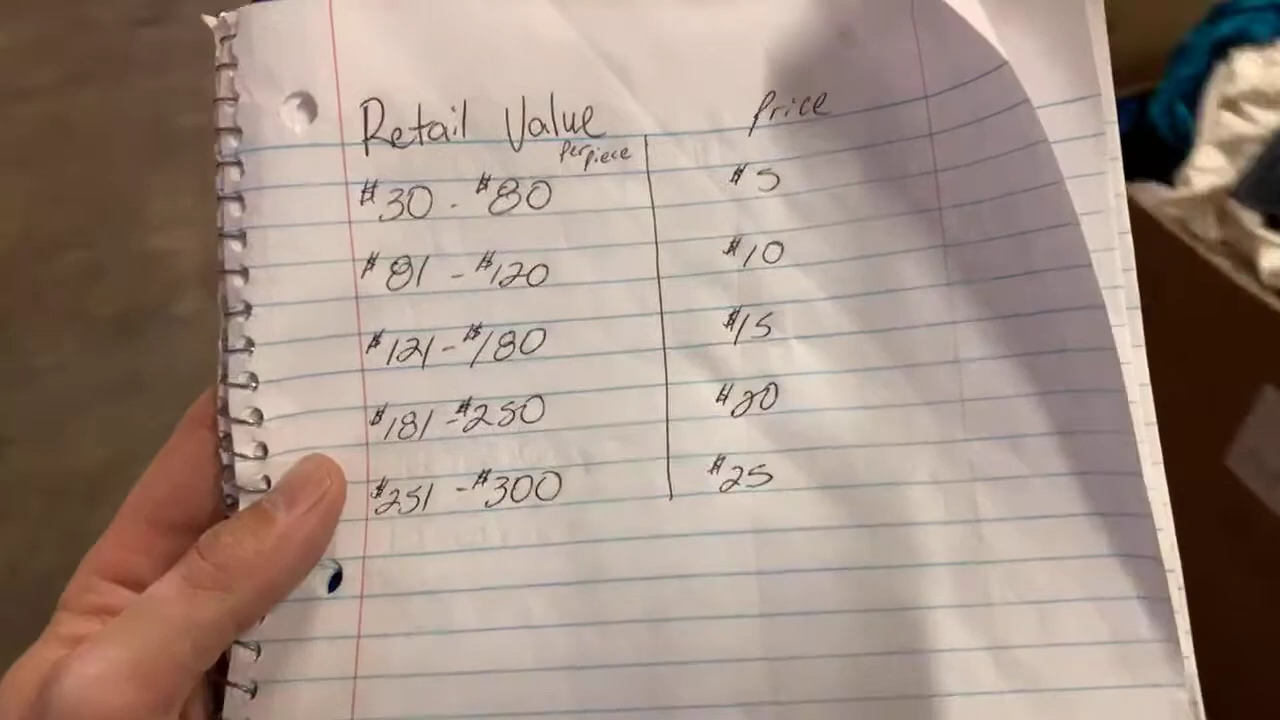 Retail Value Price
Per piece
$30 - $80 $5
$81 - $120 $10
$121 - $180 $15
$181 - $250 $20
$251 - $300 $25